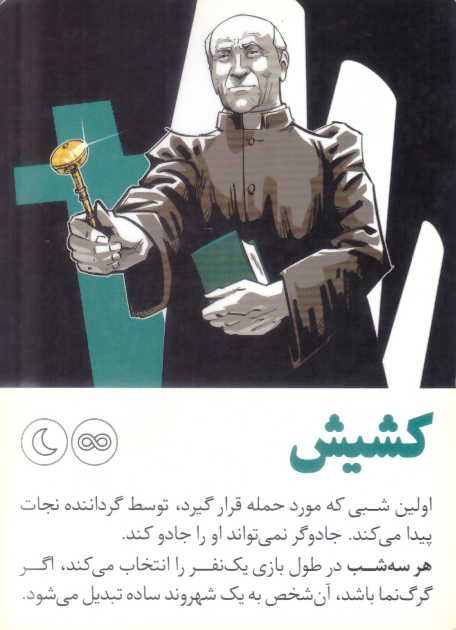 کشیش
اولین شبی که مورد حمله قرار گیرد، توسط گرداننده نجات
پیدا می‌کند. جادوگر نمی‌تواند او را جادو کند.
هر سه‌شب در طول بازی یک‌نفر را انتخاب می‌کند، اگر
گرگ‌نما باشد، آن‌شخص به یک شهروند ساده تبدیل می‌شود.